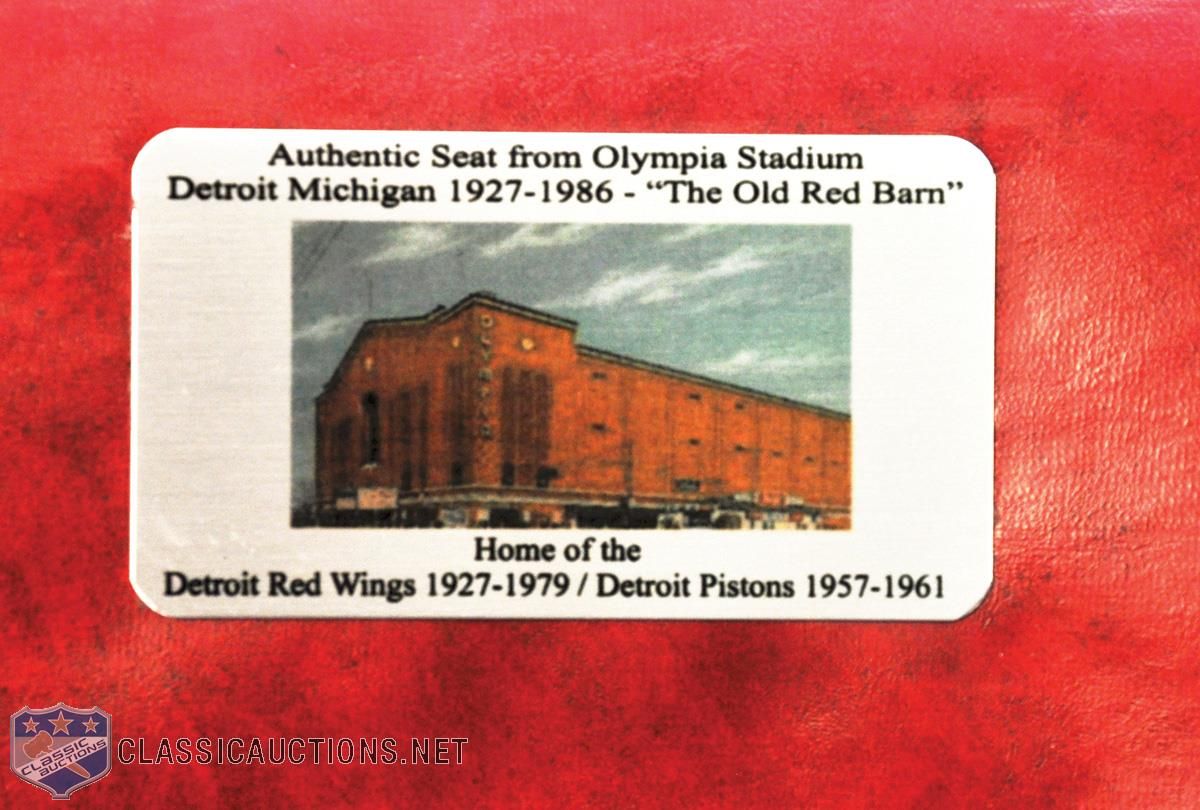 Authentic Seat from Olympia Stadium
Detroit Michigan 1927-1986 - “The Old Red Barn”
OLYMPIA
Home of the
Detroit Red Wings 1927-1979 / Detroit Pistons 1957-1961
CLASSIC
AUCTIONS
CLASSICAUCTIONS.NET